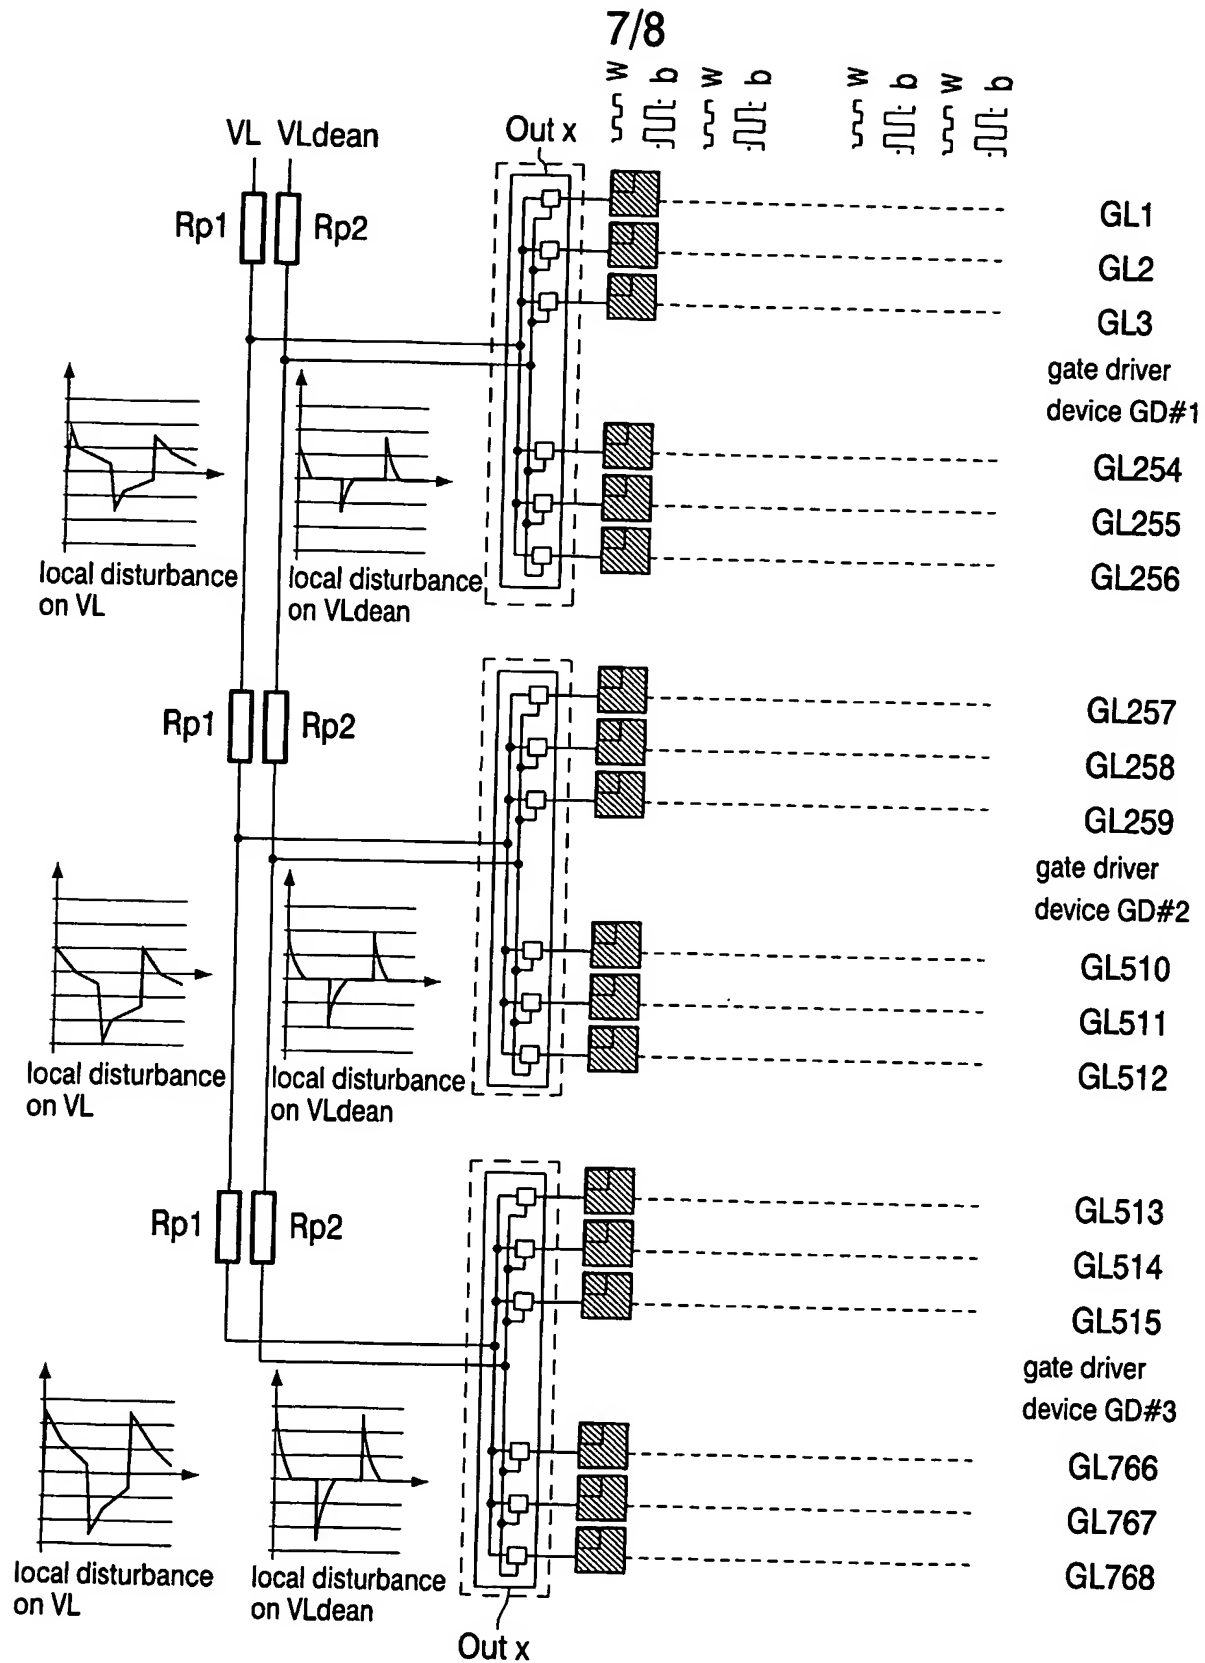 7/8
w b w b w b w b
VL VLdean
Out x
Rp1 Rp2
GL1
GL2
GL3
gate driver
device GD#1
GL254
GL255
GL256
local disturbance
on VL
local disturbance
on VLdean
Rp1 Rp2
GL257
GL258
GL259
gate driver
device GD#2
GL510
GL511
GL512
local disturbance
on VL
local disturbance
on VLdean
Rp1 Rp2
GL513
GL514
GL515
gate driver
device GD#3
GL766
GL767
GL768
local disturbance
on VL
local disturbance
on VLdean
Out x